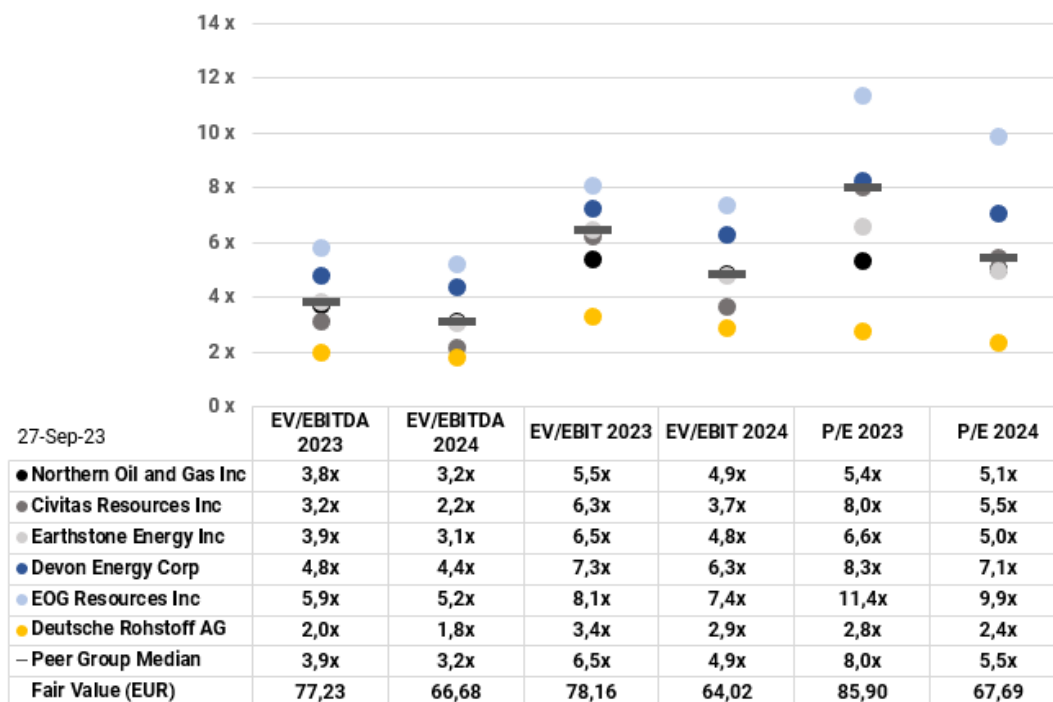 14 x
12 x
10 x
8 x
6 x
4 x
2 x
0 x
27-Sep-23 EV/EBITDA 2023 EV/EBITDA 2024 EV/EBIT 2023 EV/EBIT 2024 P/E 2023 P/E 2024
Northern Oil and Gas Inc 3,8x 3,2x 5,5x 4,9x 5,4x 5,1x
Civitas Resources Inc 3,2x 2,2x 6,3x 3,7x 8,0x 5,5x
Earthstone Energy Inc 3,9x 3,1x 6,5x 4,8x 6,6x 5,0x
Devon Energy Corp 4,8x 4,4x 7,3x 6,3x 8,3x 7,1x
EOG Resources Inc 5,9x 5,2x 8,1x 7,4x 11,4x 9,9x
Deutsche Rohstoff AG 2,0x 1,8x 3,4x 2,9x 2,8x 2,4x
Peer Group Median 3,9x 3,2x 6,5x 4,9x 8,0x 5,5x
Fair Value (EUR) 77,23 66,68 78,16 64,02 85,90 67,69